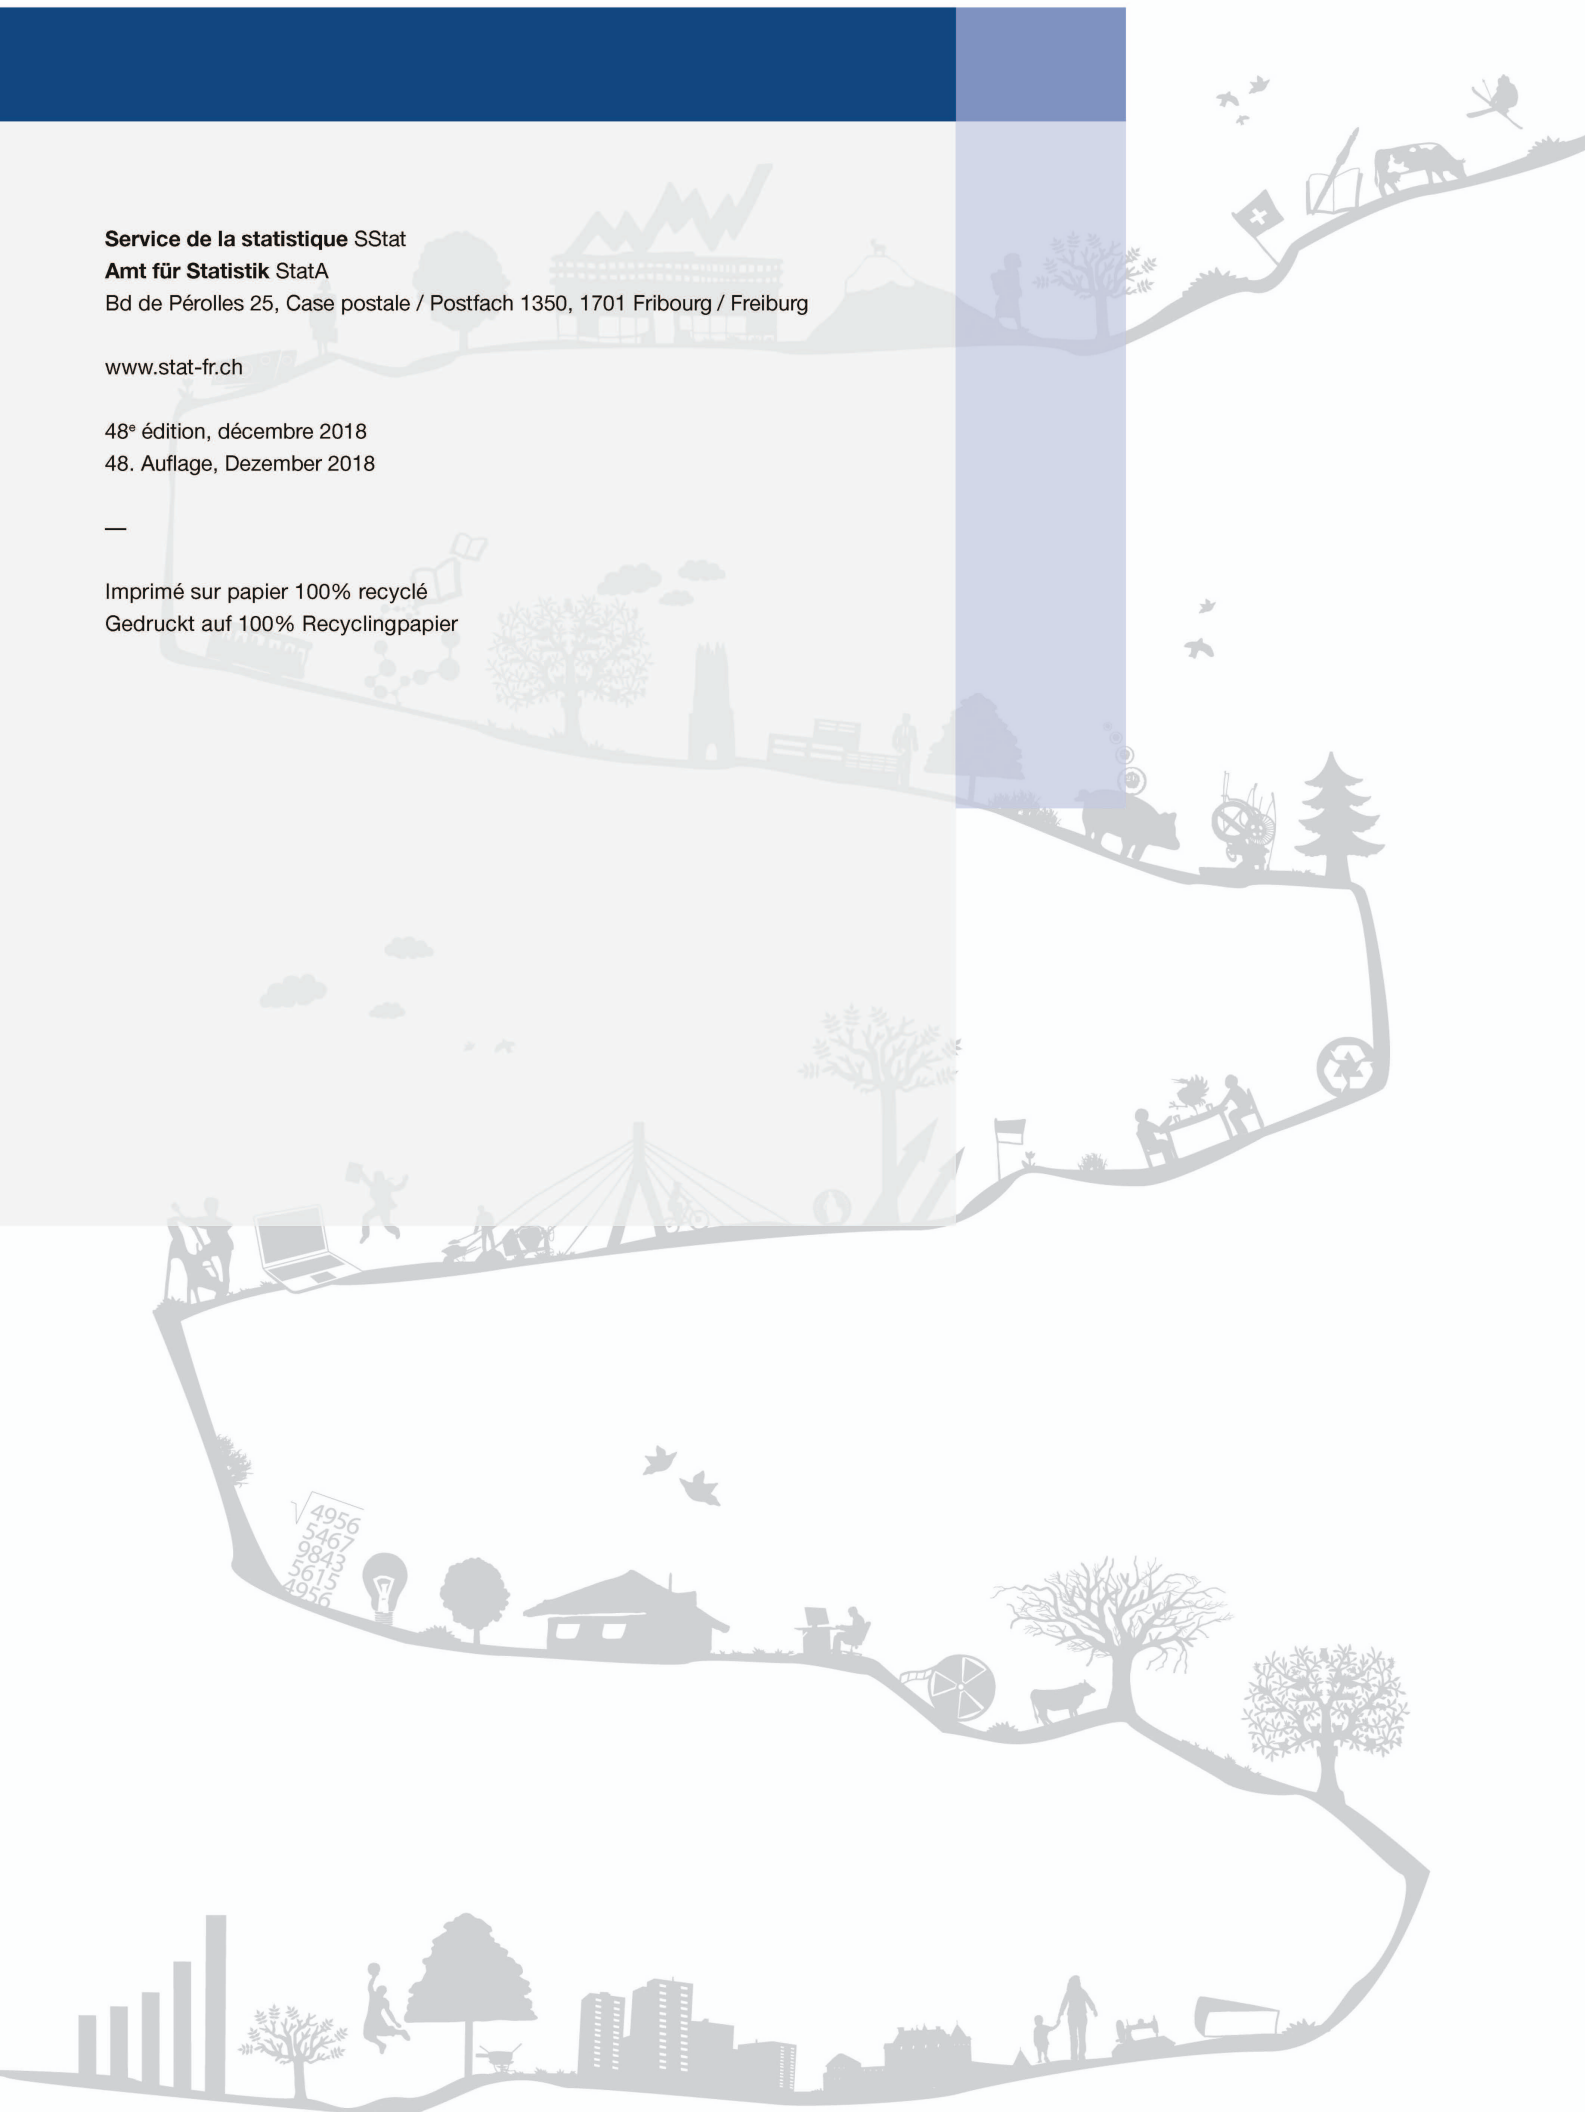 Service de la statistique SStat
Amt für Statistik StatA
Bd de Pérolles 25, Case postale / Postfach 1350, 1701 Fribourg / Freiburg
www.stat-fr.ch
48e édition, décembre 2018
48. Auflage, Dezember 2018
—
Imprimé sur papier 100% recyclé
Gedruckt auf 100% Recyclingpapier
√4956
5467
9843
5615
4956